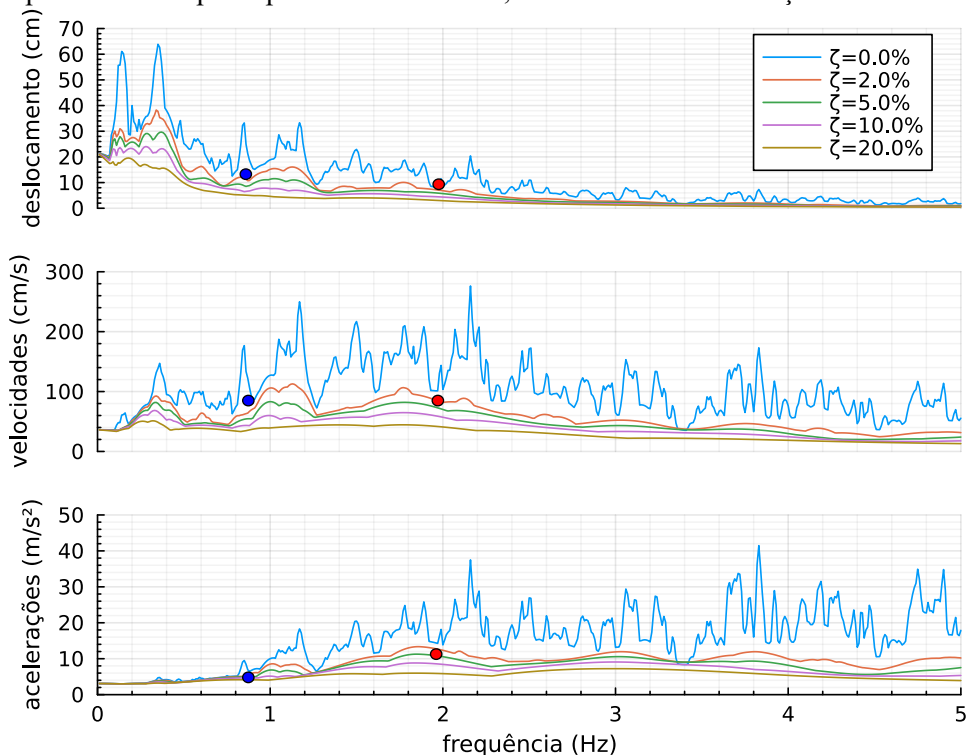 70
60
50
40
30
20
10
0
deslocamento (cm)
ζ=0.0%
ζ=2.0%
ζ=5.0%
ζ=10.0%
ζ=20.0%
300
200
100
0
velocidades (cm/s)
50
40
30
20
10
0
acelerações (m/s²)
0 1 2 3 4 5
frequência (Hz)